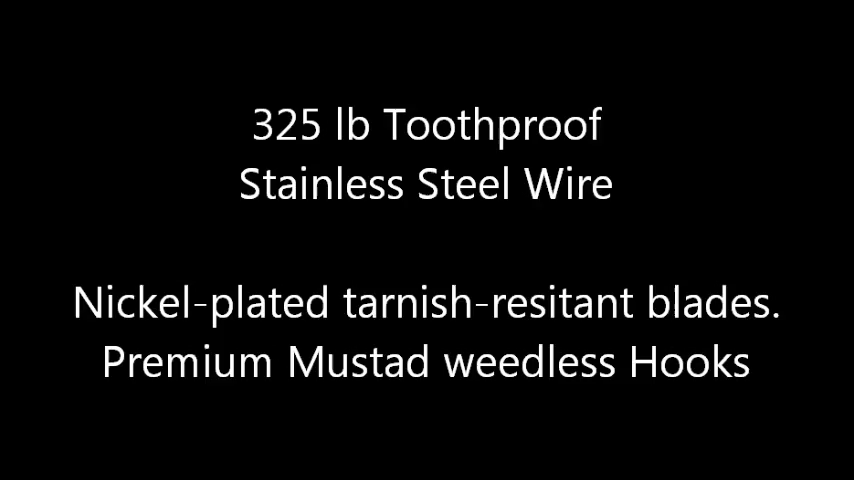 325 lb Toothproof
Stainless Steel Wire
Nickel-plated tarnish-resitant blades.
Premium Mustad weedless Hooks